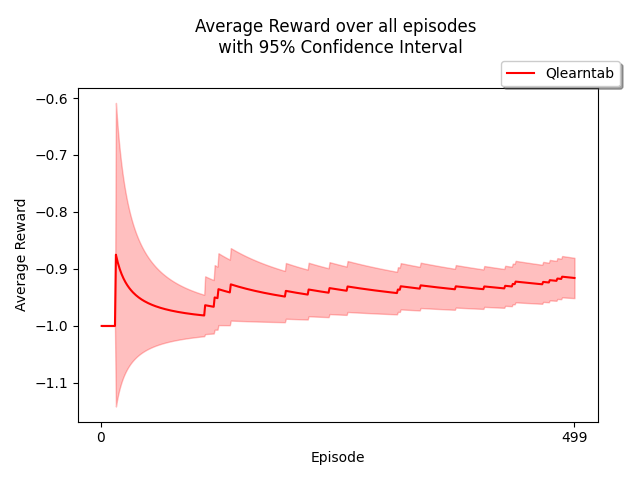 Average Reward over all episodes
with 95% Confidence Interval
Qlearntab
−0.6
−0.7
−0.8
−0.9
−1.0
−1.1
Average Reward
0
499
Episode